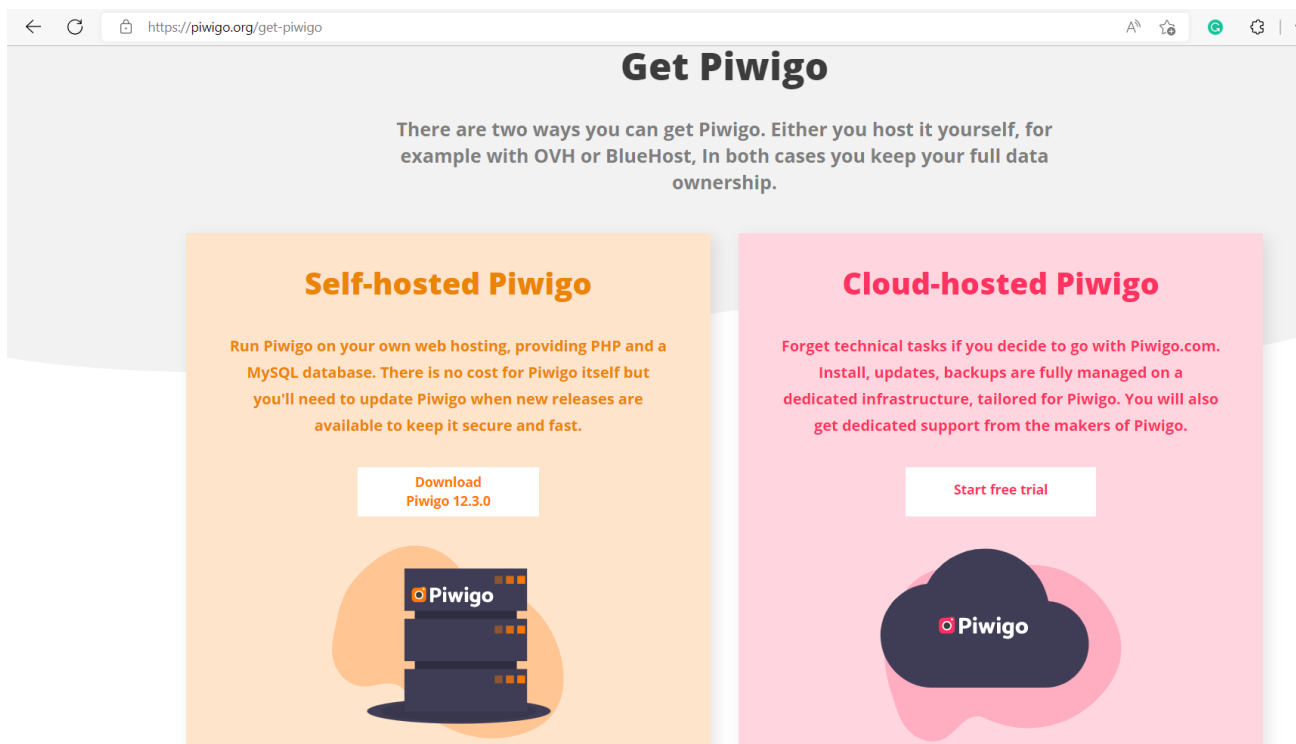 https://piwigo.org/get-piwigo
Get Piwigo
There are two ways you can get Piwigo. Either you host it yourself, for
example with OVH or BlueHost, In both cases you keep your full data
ownership.
Self-hosted Piwigo
Run Piwigo on your own web hosting, providing PHP and a
MySQL database. There is no cost for Piwigo itself but
you'll need to update Piwigo when new releases are
available to keep it secure and fast.
Download
Piwigo 12.3.0
Piwigo
Cloud-hosted Piwigo
Forget technical tasks if you decide to go with Piwigo.com.
Install, updates, backups are fully managed on a
dedicated infrastructure, tailored for Piwigo. You will also
get dedicated support from the makers of Piwigo.
Start free trial
Piwigo